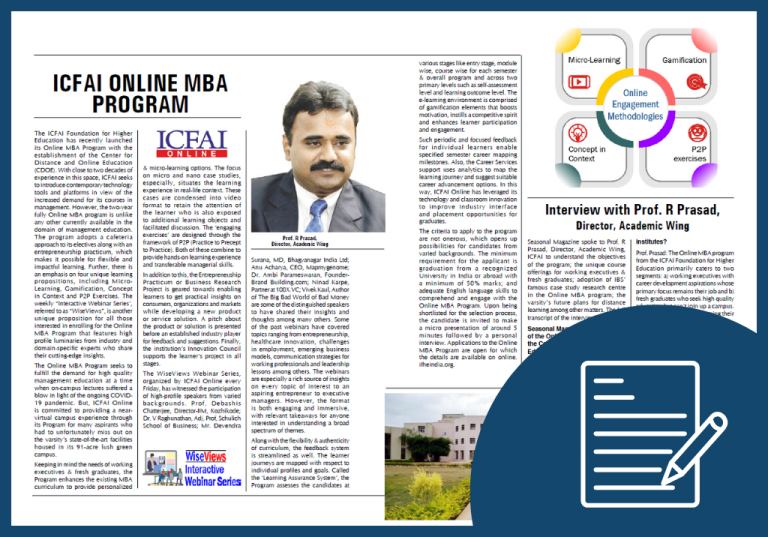 ICFAI ONLINE MBA
PROGRAM
The ICFAI Foundation for Higher
Education has recently launched
its Online MBA Program with the
establishment of the Center for
Distance and Online Education
(CDOE). With close to two decades of
experience in this space, ICFAI seeks
to introduce contemporary technology
tools and platforms in view of the
increased demand for its courses in
management. However, the two-year
fully Online MBA program is unlike
any other currently available in the
domain of management education.
The program adopts a cafeteria
approach to its electives along with an
entrepreneurship practicum, which
makes it possible for flexible and
impactful learning. Further, there is
an emphasis on four unique learning
propositions, including Micro-
Learning, Gamification, Concept
in Context and P2P Exercises. The
weekly "Interactive Webinar Series',
referred to as "WiseViews", is another
unique proposition for all those
interested in enrolling for the Online
MBA Program that features high
profile luminaries from industry and
domain-specific experts who share
their cutting-edge insights.
The Online MBA Program seeks to
fulfill the demand for high quality
management education at a time
when on-campus lectures suffered a
blow in light of the ongoing COVID-
19 pandemic. But, ICFAI Online
is committed to providing a near-
virtual campus experience through
its Program for many aspirants who
had to unfortunately miss out on
the varsity's state-of-the-art facilities
housed in its 91-acre lush green
campus.
Keeping in mind the needs of working
executives & fresh graduates, the
Program enhances the existing MBA
curriculum to provide personalized
ICFAI
ONLINE
& micro-learning options. The focus
on micro and nano case studies,
especially, situates the learning
experience in real-life context. These
cases are condensed into video
format to retain the attention of
the learner who is also exposed
to additional learning objects and
facilitated discussion. The 'engaging
exercises' are designed through the
framework of P2P (Practice to Precept
to Practice). Both of these combine to
provide hands on learning experience
and transferable managerial skills.
In addition to this, the Entrepreneurship
Practicum or Business Research
Project is geared towards enabling
learners to get practical insights on
consumers, organizations and markets
while developing a new product
or service solution. A pitch about
the product or solution is presented
before an established industry player
for feedback and suggestions. Finally,
the institution's Innovation Council
supports the learner's project in all
stages.
The WiseViews Webinar Series,
organized by ICFAI Online every
Friday, has witnessed the participation
of high-profile speakers from varied
backgrounds. Prof. Debashis
Chatterjee, Director-IIM, Kozhikode;
Dr. V. Raghunathan, Adj. Prof, Schulich
School of Business; Mr. Devendra
WiseViews
Interactive
Webinar Series
Prof. R Prasad,
Director, Academic Wing
Surana, MD, Bhagyanagar India Ltd;
Anu Acharya, CEO, Mapmygenome;
Dr. Ambi Parameswaran, Founder-
Brand Building.com; Ninad Karpe,
Partner at 100X.VC; Vivek Kaul, Author
of The Big Bad World of Bad Money
are some of the distinguished speakers
to have shared their insights and
thoughts among many others. Some
of the past webinars have covered
topics ranging from entrepreneurship,
healthcare innovation, challenges
in employment, emerging business
models, communication strategies for
working professionals and leadership
lessons among others. The webinars
are especially a rich source of insights
on every topic of interest to an
aspiring entrepreneur to executive
managers. However, the format
is both engaging and immersive,
with relevant takeaways for anyone
interested in understanding a broad
spectrum of themes.
Along with the flexibility & authenticity
of curriculum, the feedback system
is streamlined as well. The learner
journeys are mapped with respect to
individual profiles and goals. Called
the 'Learning Assurance System', the
Program assesses the candidates at
various stages like entry stage, module
wise, course wise for each semester
& overall program and across two
primary levels such as self-assessment
level and learning outcome level. The
e-learning environment is comprised
of gamification elements that boosts
motivation, instills a competitive spirit
and enhances learner participation
and engagement.
Such periodic and focused feedback
for individual learners enable
specified semester career mapping
milestones. Also, the Career Services
support uses analytics to map the
learning journey and suggest suitable
career advancement options. In this
way, ICFAI Online has leveraged on
technology and classroom innovation
to improve industry interface
and placement opportunities for
graduates.
The criteria to apply to the program
are not onerous, which opens up
possibilities for candidates from
varied backgrounds. The minimum
requirement for the applicant is
graduation from a recognized
University in India or abroad with
a minimum of 50% marks; and
adequate English language skills to
comprehend and engage with the
Online MBA Program. Upon being
shortlisted for the selection process,
the candidate is invited to make
a micro presentation of around 5
minutes followed by a personal
interview. Applications to the Online
MBA Program are open for which
the details are available on online.
ifheindia.org.
Micro-Learning
Gamification
Online
Engagement
Methodologies
Concept in
Context
P2P
exercises
Interview with Prof. R Prasad,
Director, Academic Wing
Seasonal Magazine spoke to Prof. R
Prasad, Director, Academic Wing,
ICFAI to understand the objectives
of the program; the unique course
offerings for working executives &
fresh graduates; adoption of IBS'
famous case study research center
in the Online MBA program; the
varsity's future plans for distance
learning among other matters. The
transcript of the interview
Seasonal Mag
of the Onl
the Co
Institutes?
Prof. Prasad: The Online MBA program
from the ICFAI Foundation for Higher
Education primarily caters to two
segments: a) working executives with
career development aspirations whose
primary focus remains their job and b)
fresh graduates who seek high quality